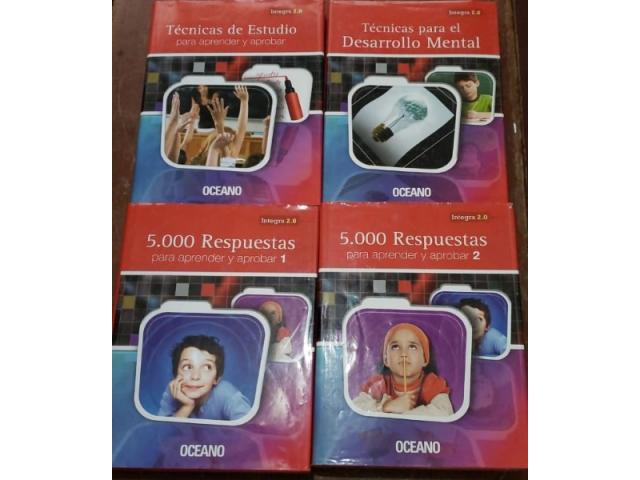 Integra 2.0
Técnicas de Estudio
para aprender y aprobar
study
OCEANO
Integra 2.0
Técnicas para el
Desarrollo Mental
OCEANO
Integra 2.0
5.000 Respuestas
para aprender y aprobar 1
OCEANO
Integra 2.0
5.000 Respuestas
para aprender y aprobar 2
OCEANO